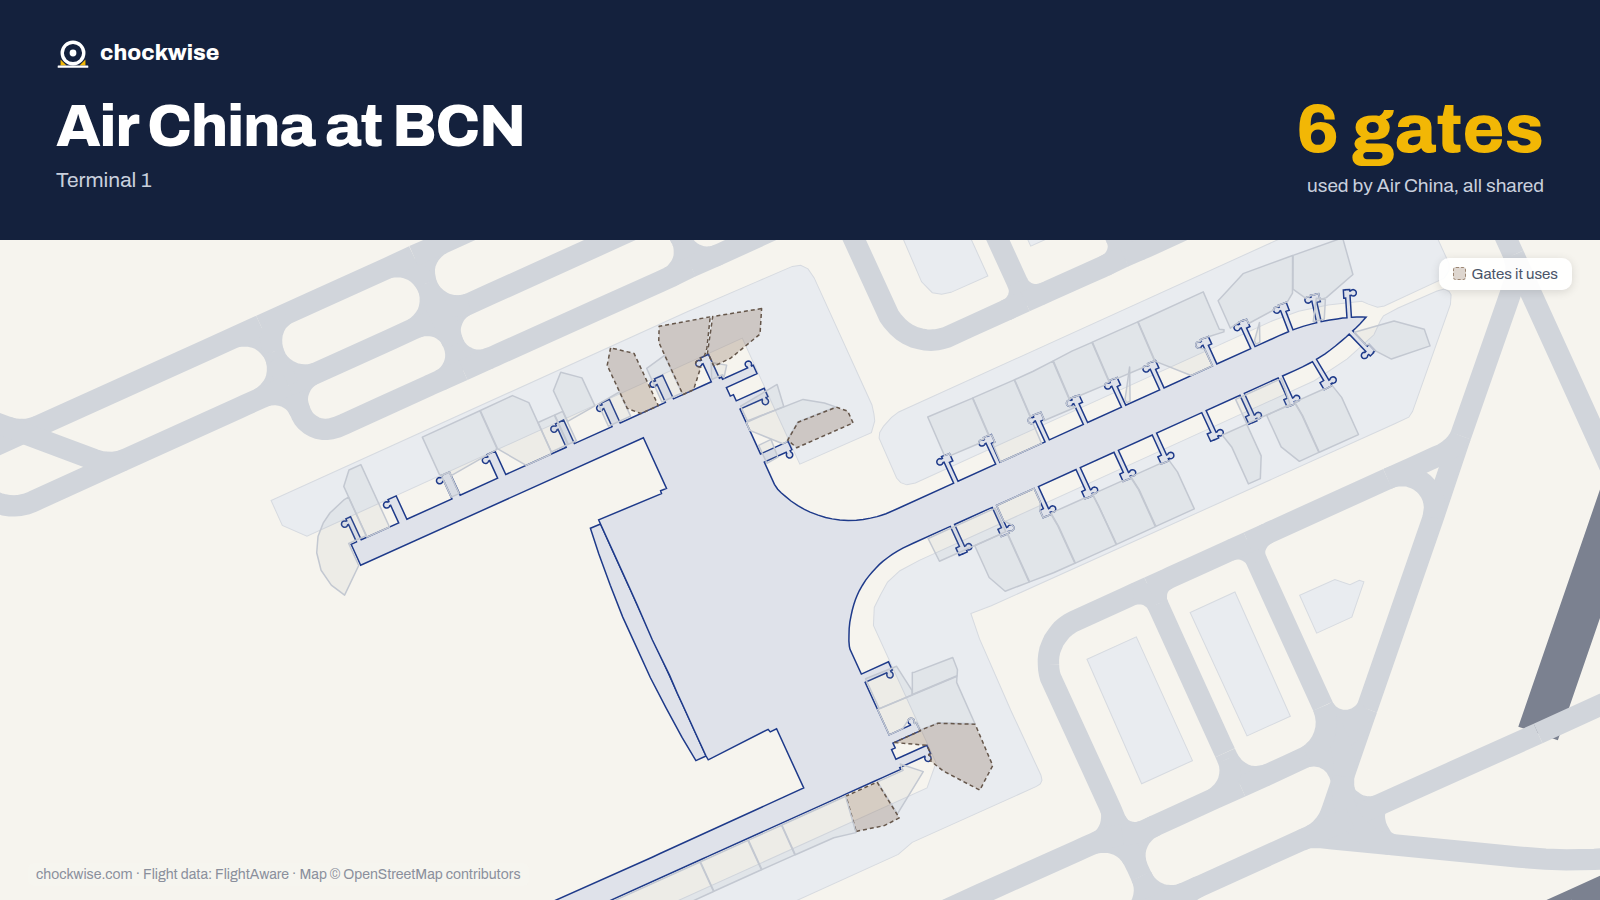 chockwise
Air China at BCN
Terminal 1
6 gates
used by Air China, all shared
Gates it uses
chockwise.com · Flight data: FlightAware · Map © OpenStreetMap contributors